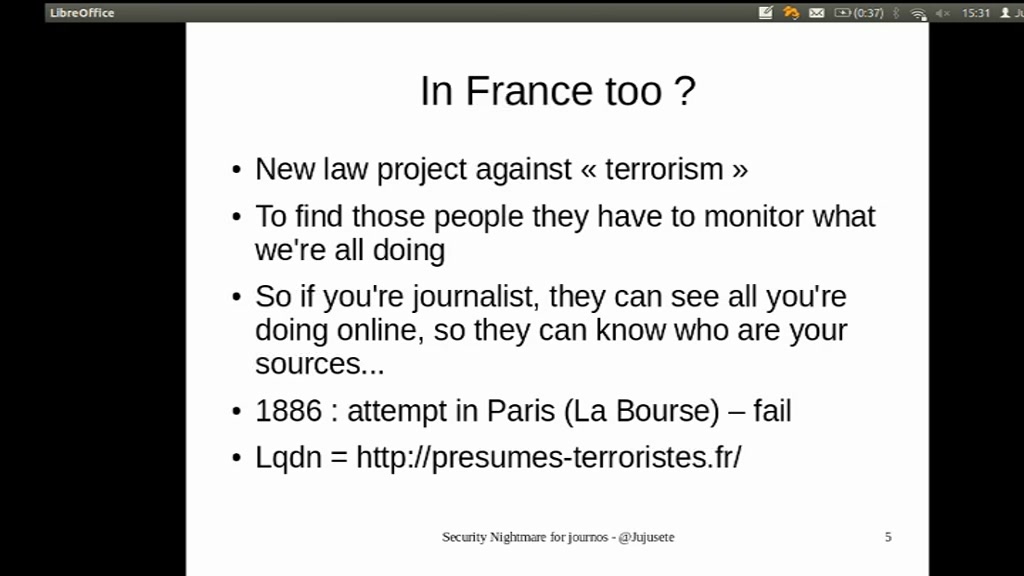 LibreOffice
(0:37)
15:31
In France too ?
• New law project against « terrorism »
• To find those people they have to monitor what
we're all doing
• So if you're journalist, they can see all you're
doing online, so they can know who are your
sources...
• 1886 : attempt in Paris (La Bourse) – fail
• Lqdn = http://presumes-terroristes.fr/
Security Nightmare for journos - @Jujusete
5